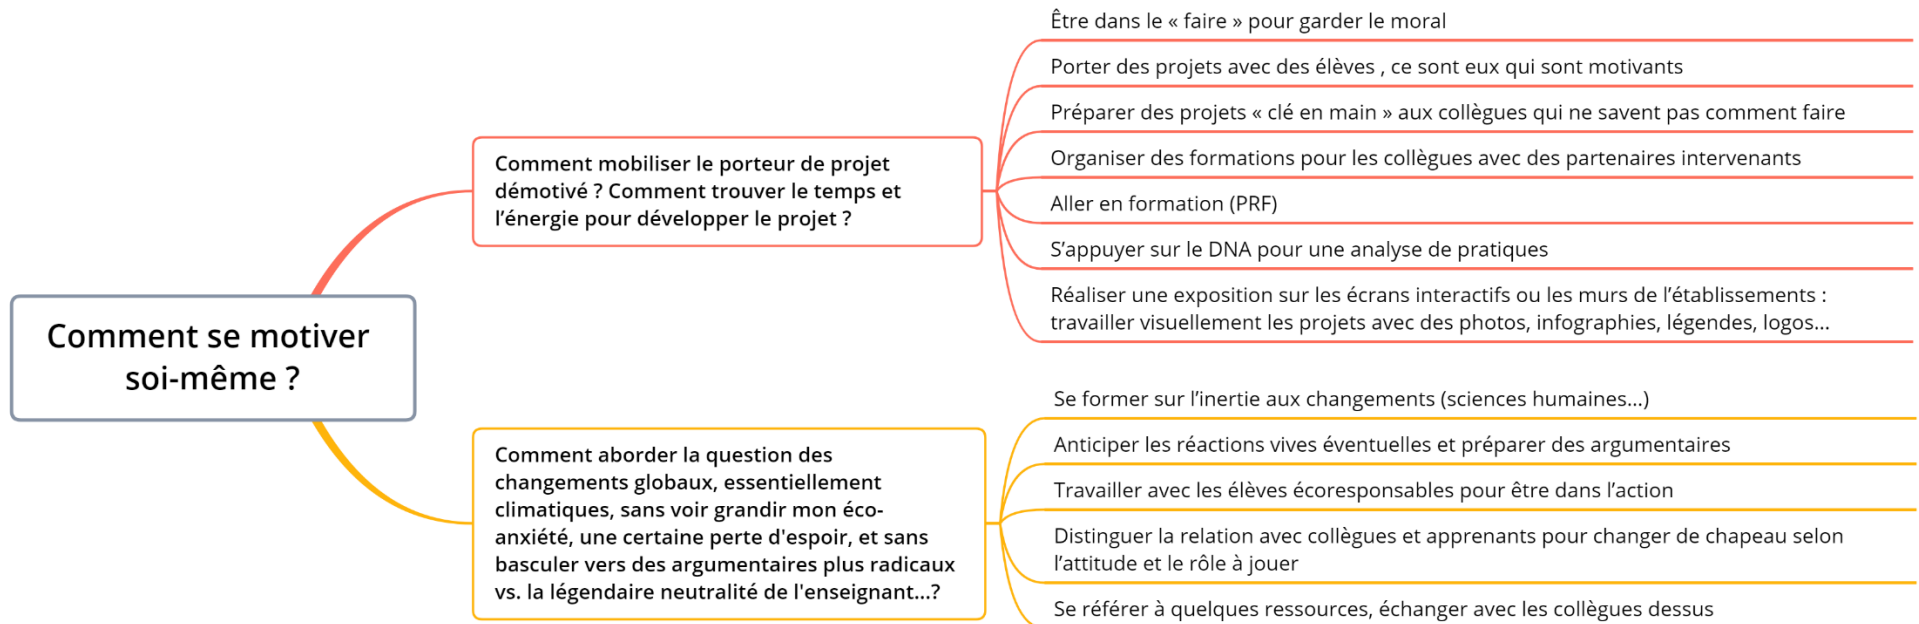 Comment se motiver
soi-même ?
Comment mobiliser le porteur de projet
démotivé ? Comment trouver le temps et
l’énergie pour développer le projet ?
Être dans le « faire » pour garder le moral
Porter des projets avec des élèves , ce sont eux qui sont motivants
Préparer des projets « clé en main » aux collègues qui ne savent pas comment faire
Organiser des formations pour les collègues avec des partenaires intervenants
Aller en formation (PRF)
S’appuyer sur le DNA pour une analyse de pratiques
Réaliser une exposition sur les écrans interactifs ou les murs de l’établissements :
travailler visuellement les projets avec des photos, infographies, légendes, logos...
Comment aborder la question des
changements globaux, essentiellement
climatiques, sans voir grandir mon éco-
anxiété, une certaine perte d'espoir, et sans
basculer vers des argumentaires plus radicaux
vs. la légendaire neutralité de l'enseignant...?
Se former sur l’inertie aux changements (sciences humaines...)
Anticiper les réactions vives éventuelles et préparer des argumentaires
Travailler avec les élèves écoresponsables pour être dans l’action
Distinguer la relation avec collègues et apprenants pour changer de chapeau selon
l’attitude et le rôle à jouer
Se référer à quelques ressources, échanger avec les collègues dessus